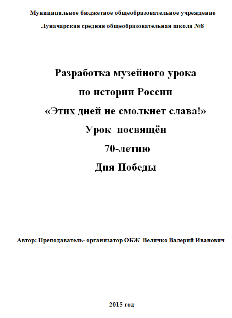 Муниципальное бюджетное общеобразовательное учреждение
Луначарская средняя общеобразовательная школа №8
Разработка музейного урока
по истории России
«Этих дней не смолкнет слава!»
Урок посвящён
70-летию
Дня Победы
Автор: Преподаватель- организатор ОБЖ Величко Валерий Иванович
2015 год